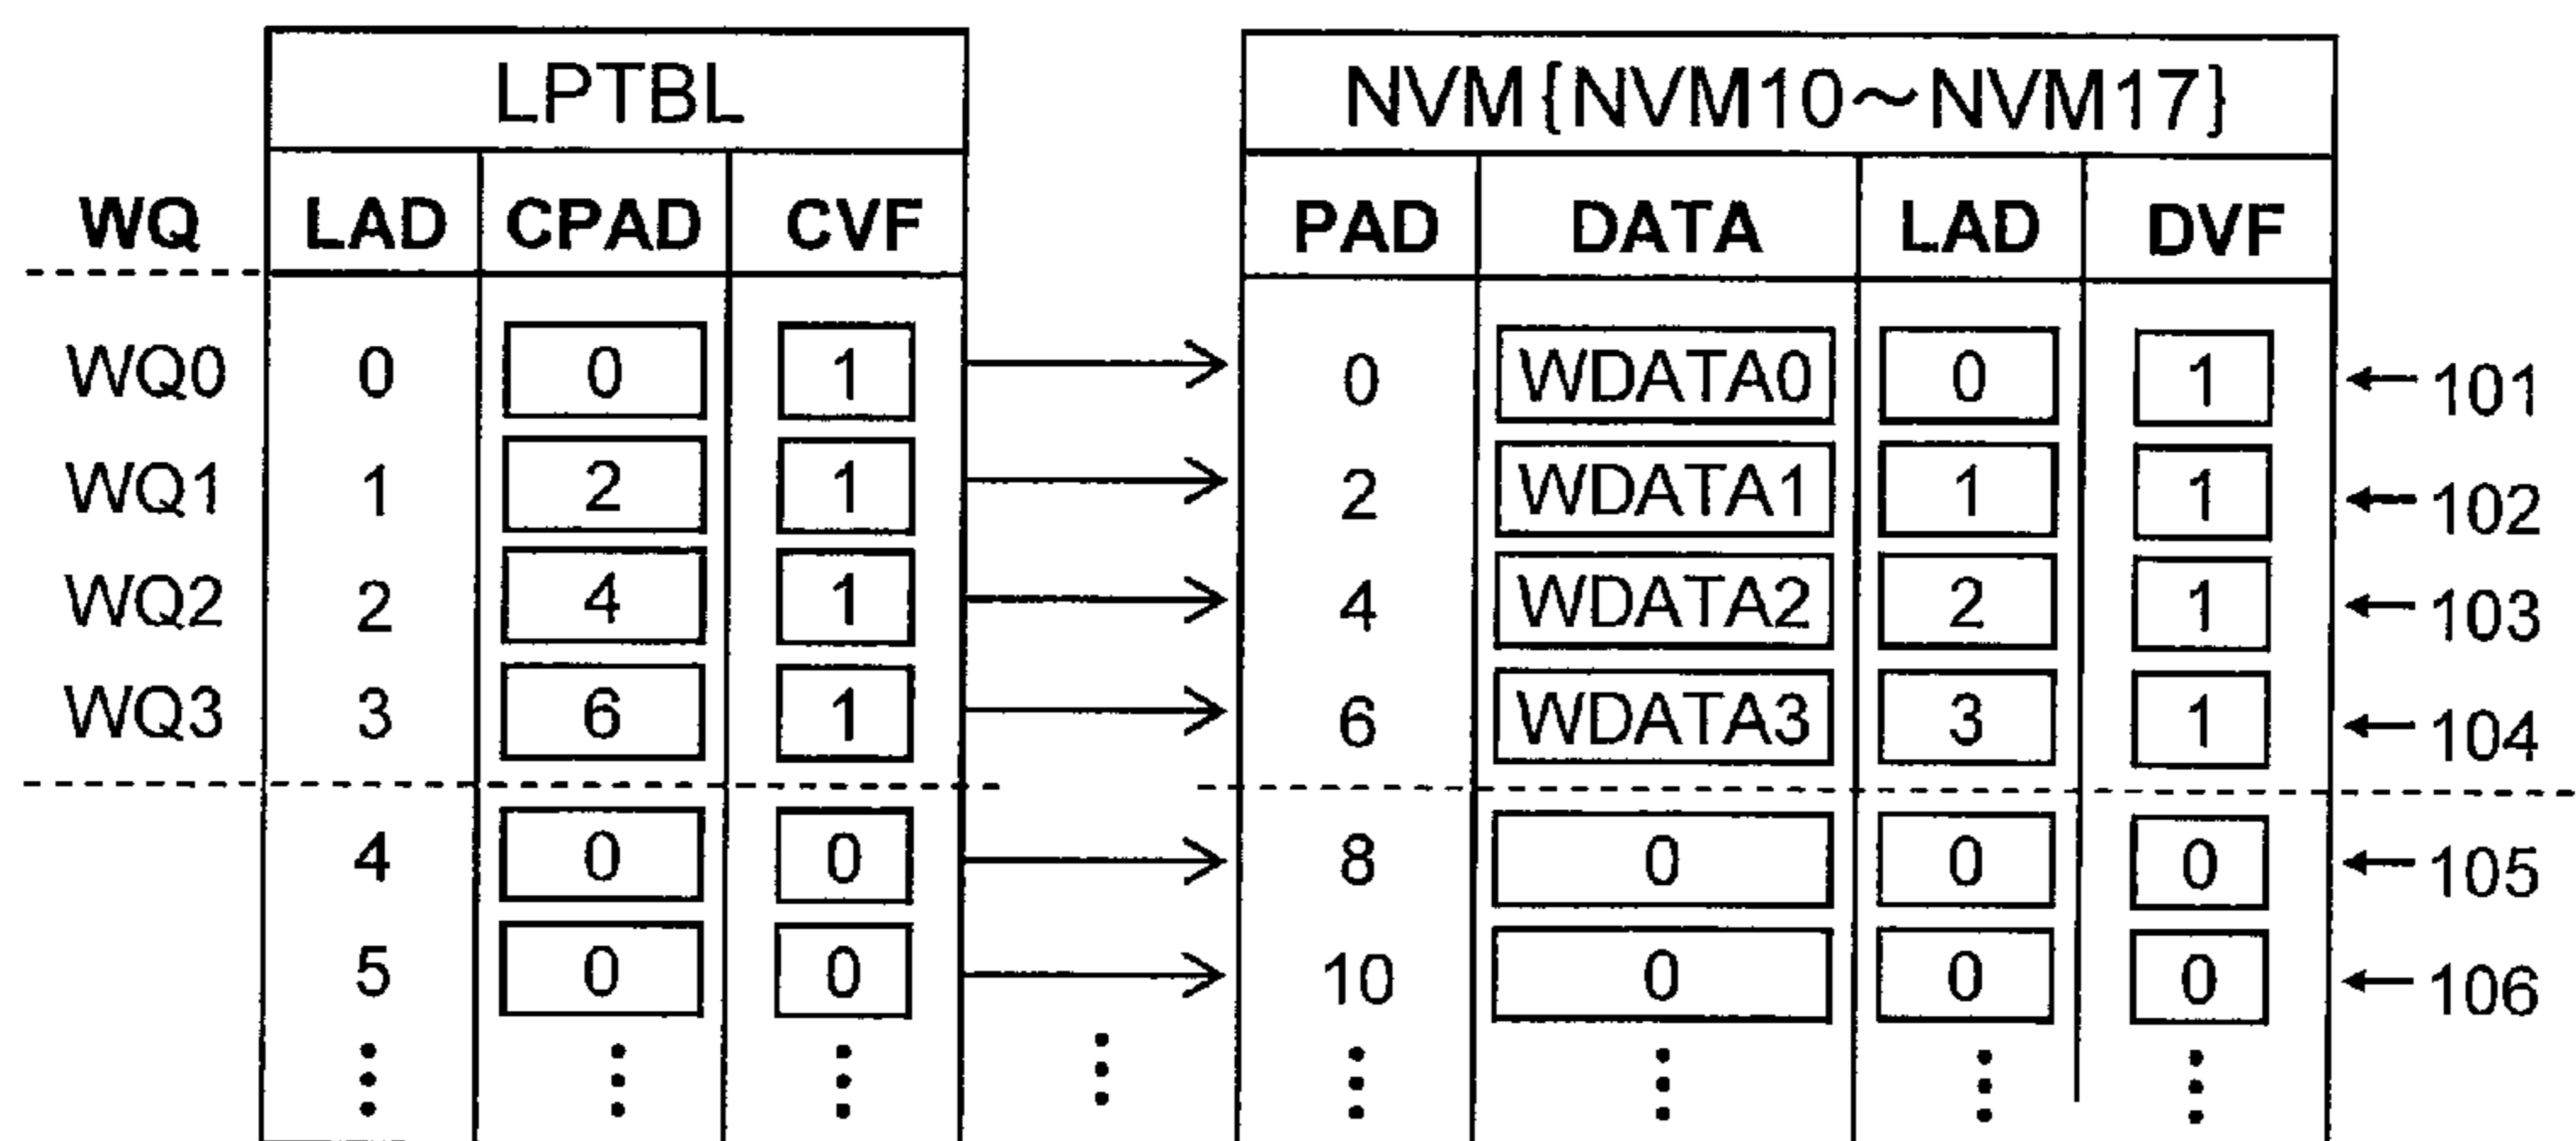 LPTBL NVM{NVM10～NVM17}
WQ LAD CPAD CVF PAD DATA LAD DVF
WQ0 0 0 1 0 WDATA0 0 1 101
WQ1 1 2 1 2 WDATA1 1 1 102
WQ2 2 4 1 4 WDATA2 2 1 103
WQ3 3 6 1 6 WDATA3 3 1 104
4 0 0 8 0 0 0 105
5 0 0 10 0 0 0 106